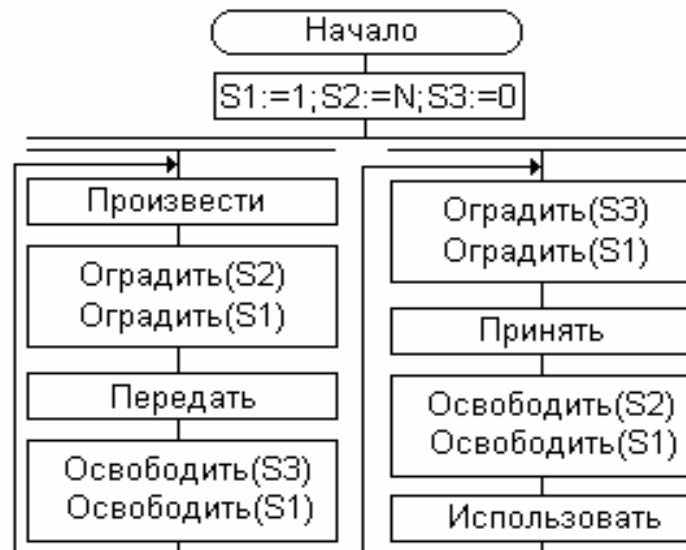 Начало
S1:=1;S2:=N;S3:=0
Произвести
Оградить(S2)
Оградить(S1)
Передать
Освободить(S3)
Освободить(S1)
Оградить(S3)
Оградить(S1)
Принять
Освободить(S2)
Освободить(S1)
Использовать